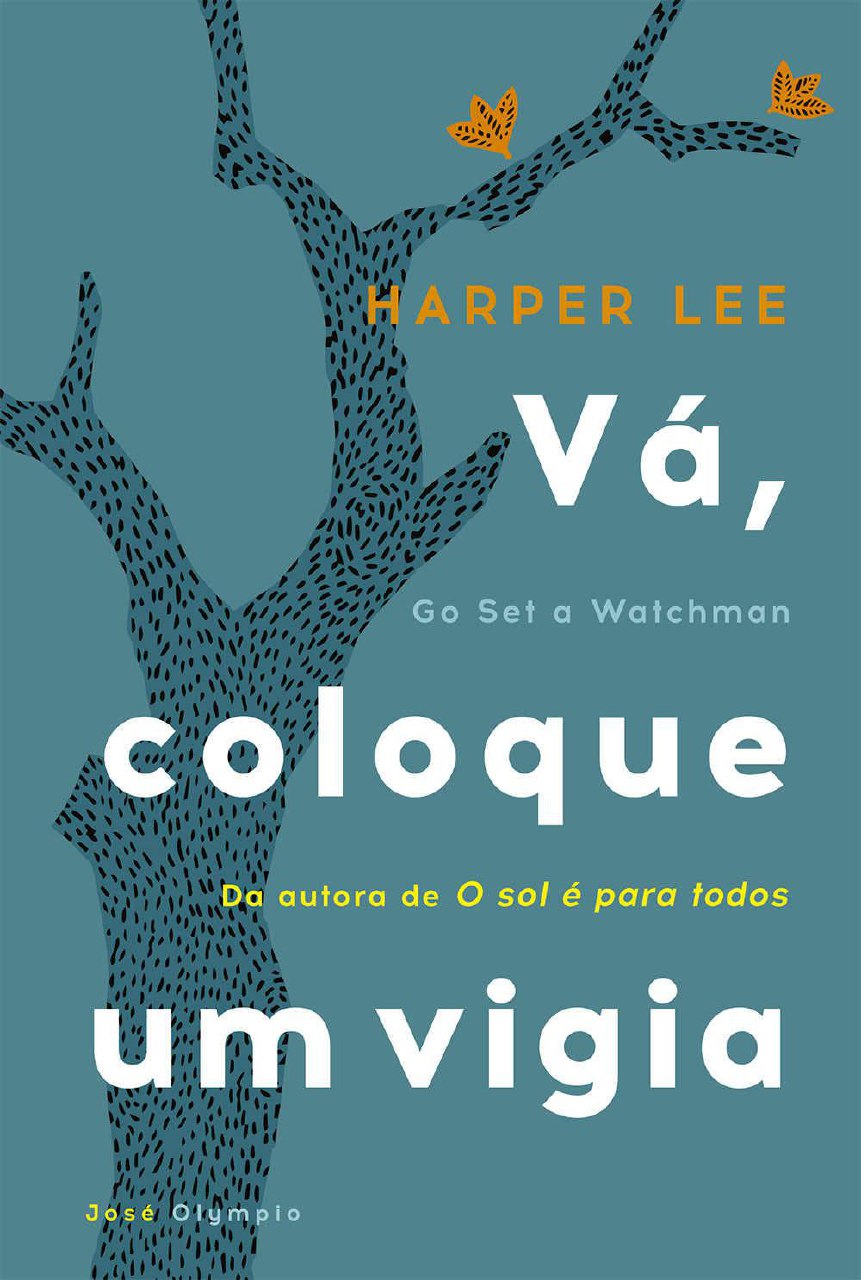 HARPER LEE
Vá,
Go Set a Watchman
coloque
Da autora de O sol é para todos
um vigia
José Olympio